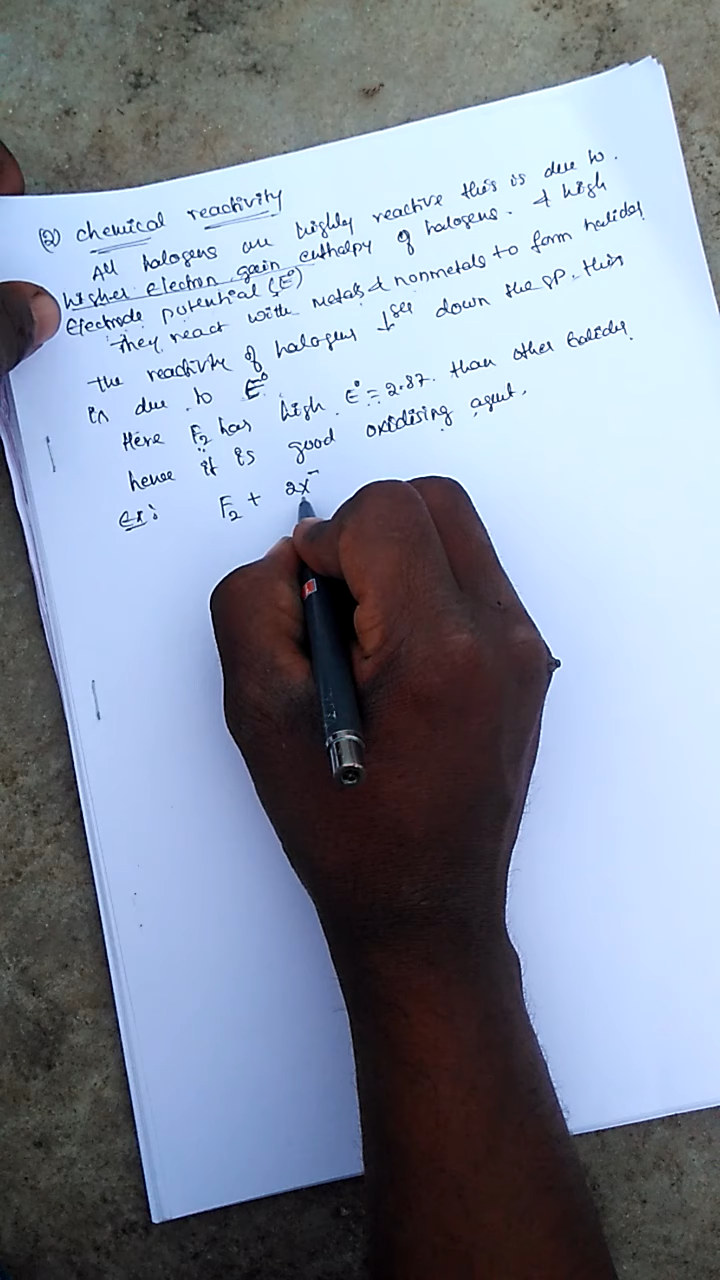 (2) chemical reactivity
All halogens are highly reactive this is due to.
higher electron gain enthalpy of halogens. & high
Electrode potential (E°)
They react with metals & nonmetals to form halides.
the reactivity of halogens ↓ses down the gp. this
in due to E°
Here F₂ has high E° = 2.87. than other halides.
hence it is good oxidising agent.
Ex: F₂ + 2x⁻